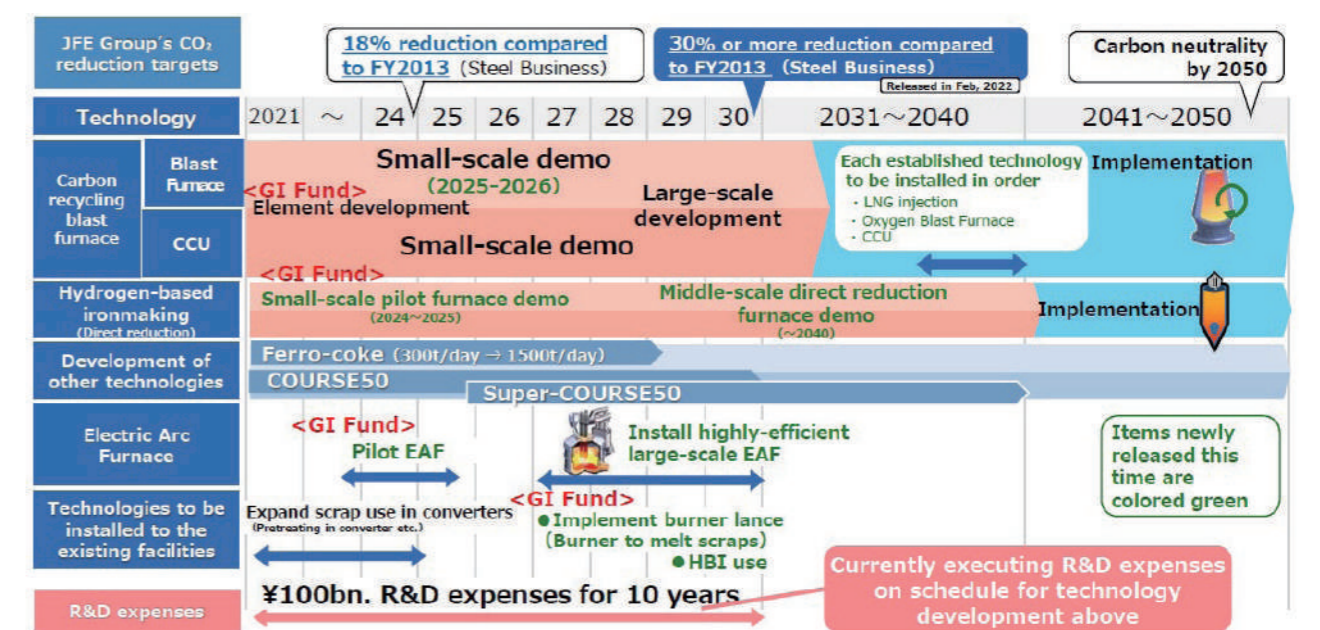 JFE Group's CO₂
reduction targets
18% reduction compared
to FY2013 (Steel Business)
30% or more reduction compared
to FY2013 (Steel Business)
Released in Feb, 2022
Carbon neutrality
by 2050
Technology
2021 ～ 24 25 26 27 28 29 30 2031～2040 2041～2050
Carbon
recycling
blast
furnace
Blast
Furnace
CCU
Small-scale demo
(2025-2026)
<GI Fund>
Element development
Large-scale
development
Small-scale demo
<GI Fund>
Each established technology
to be installed in order
・LNG injection
・Oxygen Blast Furnace
・CCU
Implementation
Hydrogen-based
ironmaking
(Direct reduction)
Small-scale pilot furnace demo
(2024～2025)
Middle-scale direct reduction
furnace demo
(～2040)
Implementation
Development of
other technologies
Ferro-coke (300t/day → 1500t/day)
COURSE50
Super-COURSE50
Electric Arc
Furnace
<GI Fund>
Pilot EAF
Install highly-efficient
large-scale EAF
Items newly
released this
time are
colored green
Technologies to be
installed to the
existing facilities
Expand scrap use in converters
(Pretreating in converter etc.)
<GI Fund>
●Implement burner lance
(Burner to melt scraps)
●HBI use
R&D expenses
¥100bn. R&D expenses for 10 years
Currently executing R&D expenses
on schedule for technology
development above